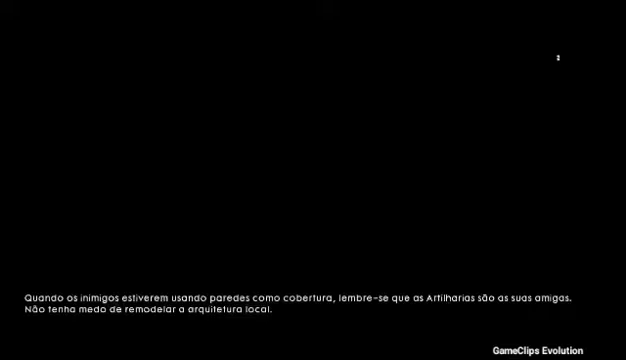 Quando os inimigos estiverem usando paredes como cobertura, lembre-se que as Artilharias são as suas amigas.
Não tenha medo de remodelar a arquitetura local.
GameClips Evolution